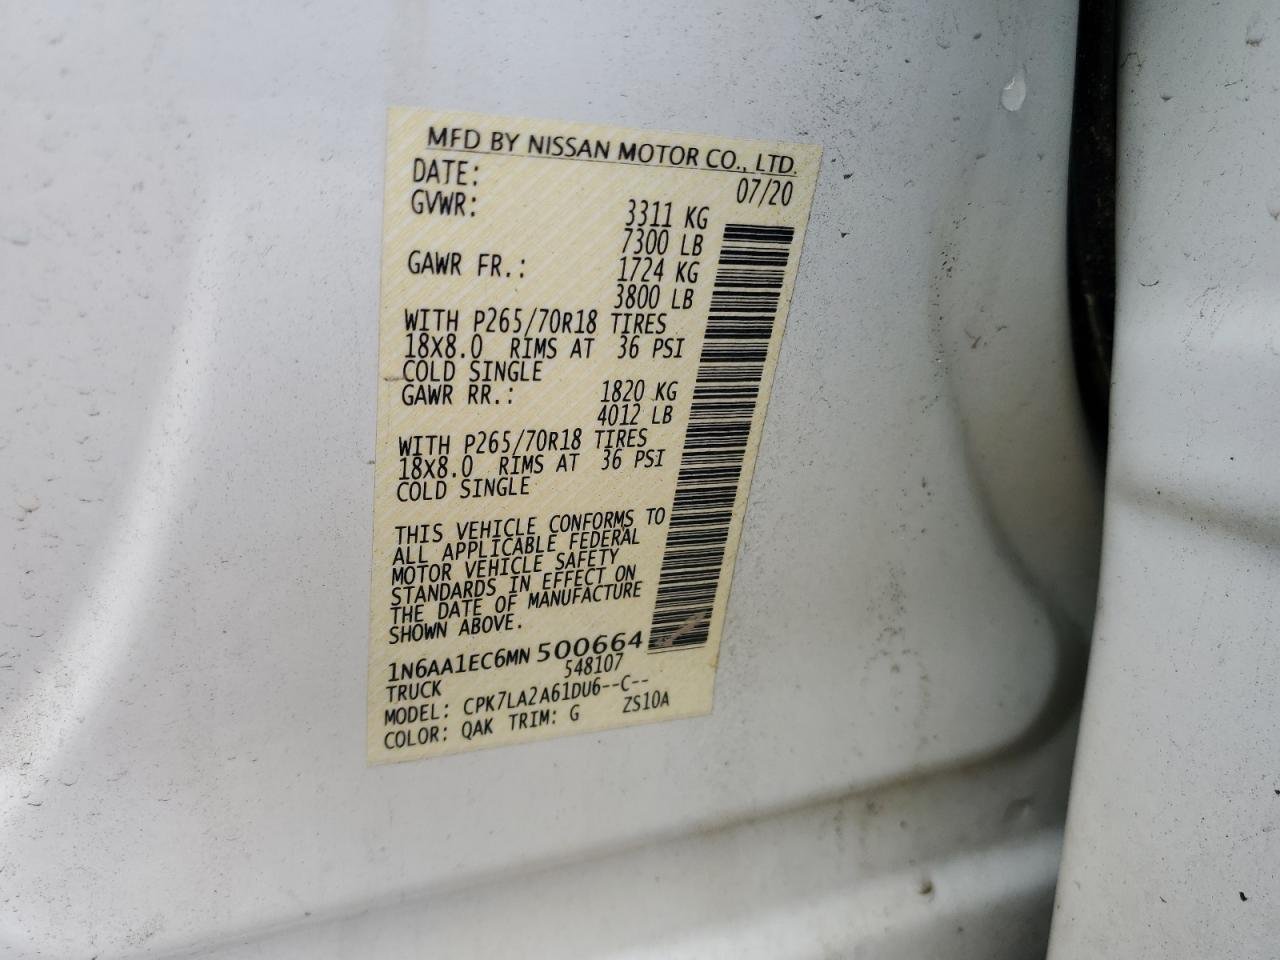 MFD BY NISSAN MOTOR CO., LTD.
DATE: 07/20
GVWR: 3311 KG
7300 LB
GAWR FR.: 1724 KG
3800 LB
WITH P265/70R18 TIRES
18X8.0 RIMS AT 36 PSI
COLD SINGLE
GAWR RR.: 1820 KG
4012 LB
WITH P265/70R18 TIRES
18X8.0 RIMS AT 36 PSI
COLD SINGLE
THIS VEHICLE CONFORMS TO
ALL APPLICABLE FEDERAL
MOTOR VEHICLE SAFETY
STANDARDS IN EFFECT ON
THE DATE OF MANUFACTURE
SHOWN ABOVE.
1N6AA1EC6MN 500664
TRUCK 548107
MODEL: CPK7LA2A61DU6--C--
COLOR: QAK TRIM: G ZS10A